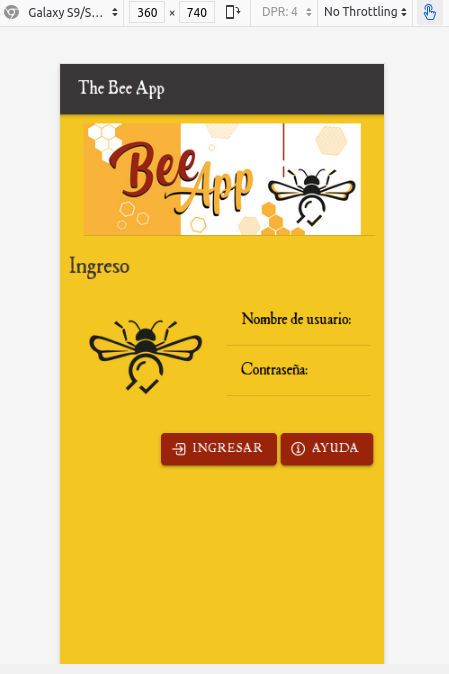 Galaxy S9/S... 360 × 740 DPR: 4 No Throttling
The Bee App
Bee
App
Ingreso
Nombre de usuario:
Contraseña:
INGRESAR AYUDA